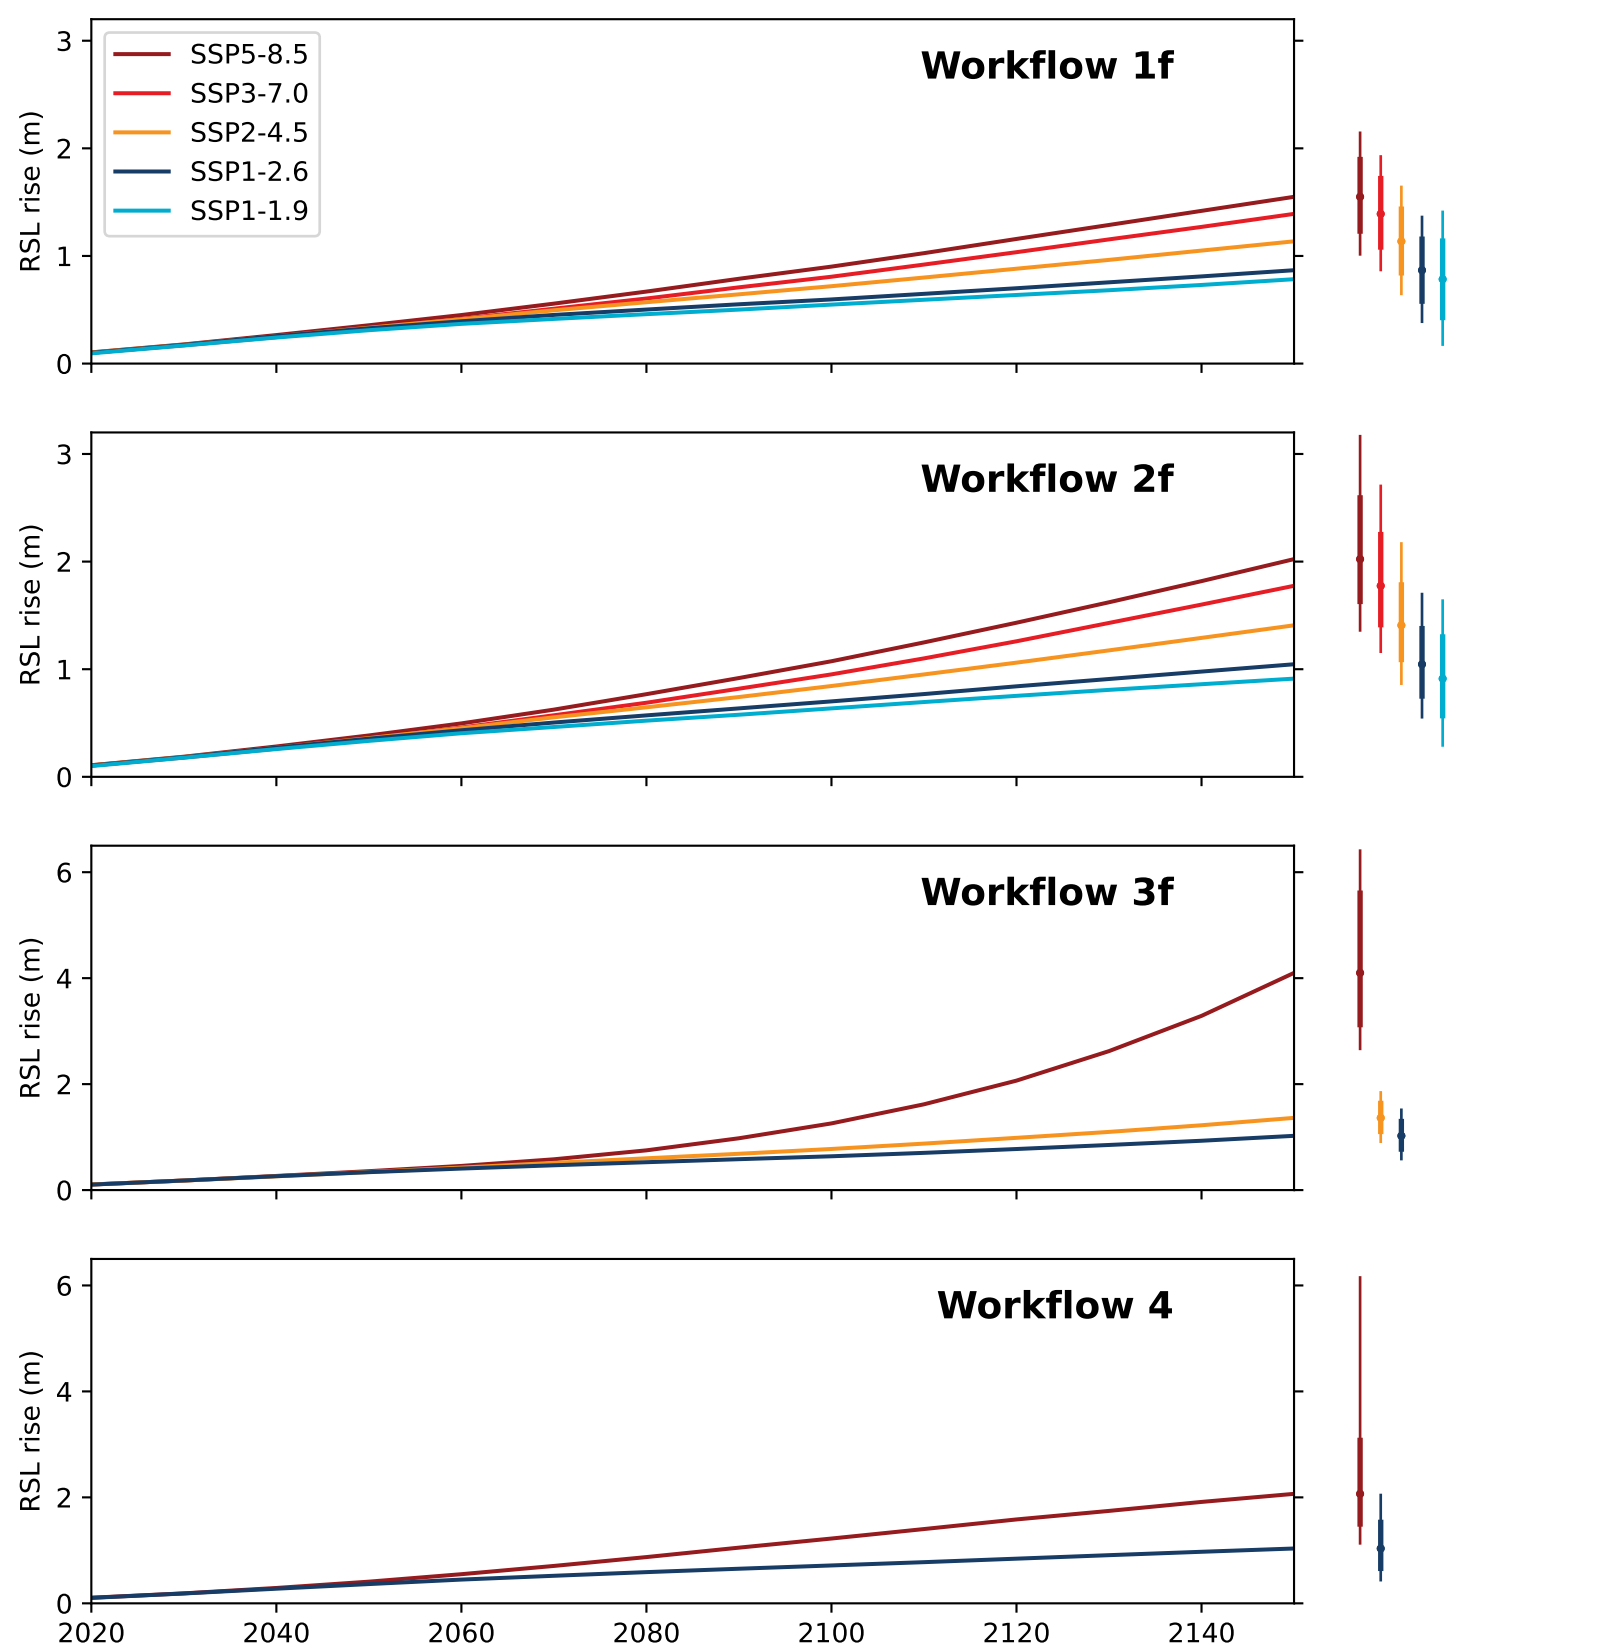 3
2
1
0
RSL rise (m)
SSP5-8.5
SSP3-7.0
SSP2-4.5
SSP1-2.6
SSP1-1.9
Workflow 1f
3
2
1
0
RSL rise (m)
Workflow 2f
6
4
2
0
RSL rise (m)
Workflow 3f
6
4
2
0
RSL rise (m)
Workflow 4
2020 2040 2060 2080 2100 2120 2140